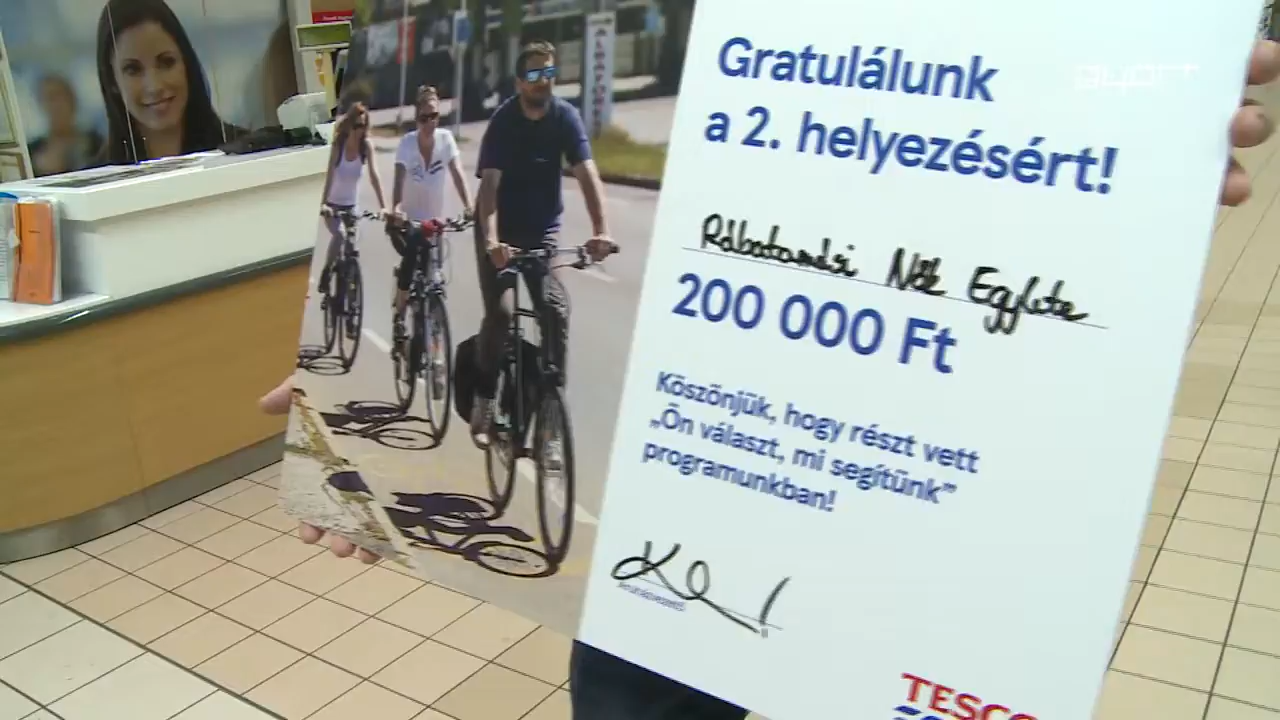 Gratulálunk
a 2. helyezésért!
Rábatamási Nők Egylete
200 000 Ft
Köszönjük, hogy részt vett
„Ön választ, mi segítünk”
programunkban!
TESCO